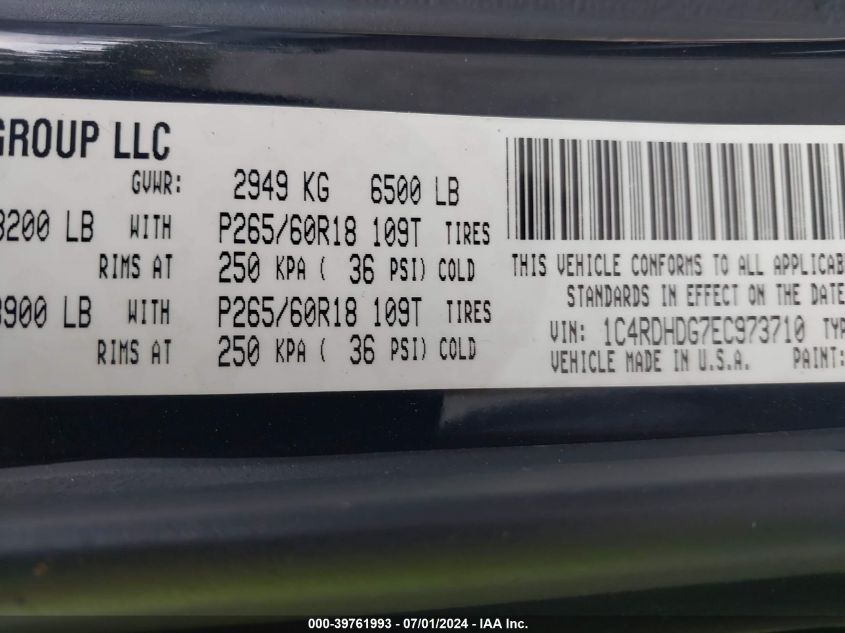 GROUP LLC
GVWR: 2949 KG 6500 LB
3200 LB WITH P265/60R18 109T TIRES
RIMS AT 250 KPA ( 36 PSI) COLD
3900 LB WITH P265/60R18 109T TIRES
RIMS AT 250 KPA ( 36 PSI) COLD
THIS VEHICLE CONFORMS TO ALL APPLICAB
STANDARDS IN EFFECT ON THE DATE
VIN: 1C4RDHDG7EC973710 TYP
VEHICLE MADE IN U.S.A. PAINT:
000-39761993 - 07/01/2024 - IAA Inc.